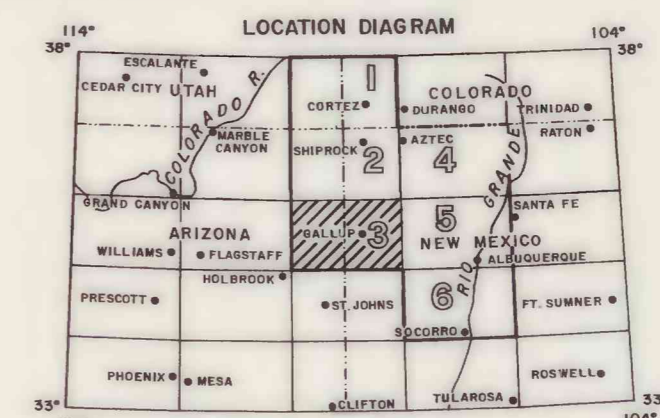 LOCATION DIAGRAM
114°
104°
38°
38°
ESCALANTE
CEDAR CITY
UTAH
COLORADO R.
1
CORTEZ
COLORADO
DURANGO
TRINIDAD
MARBLE
CANYON
SHIPROCK
2
AZTEC
4
RATON
RIO GRANDE
GRAND CANYON
ARIZONA
GALLUP
3
5
SANTA FE
NEW MEXICO
WILLIAMS
FLAGSTAFF
ALBUQUERQUE
HOLBROOK
6
PRESCOTT
ST. JOHNS
FT. SUMNER
SOCORRO
PHOENIX
MESA
ROSWELL
33°
CLIFTON
TULAROSA
33
104°